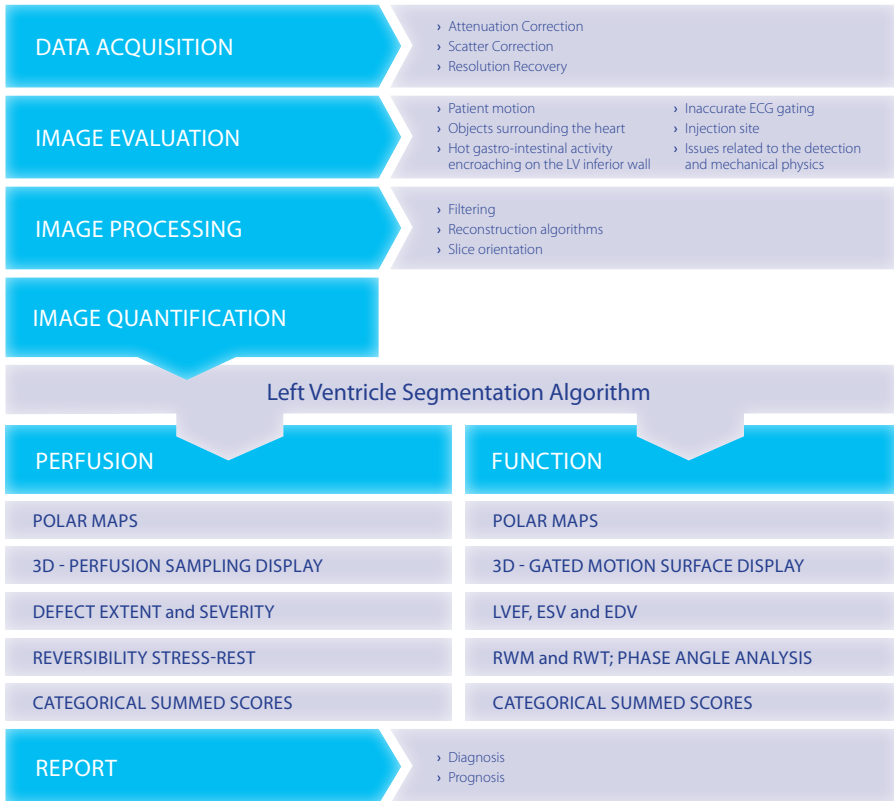 DATA ACQUISITION
› Attenuation Correction
› Scatter Correction
› Resolution Recovery
IMAGE EVALUATION
› Patient motion
› Objects surrounding the heart
› Hot gastro-intestinal activity
encroaching on the LV inferior wall
› Inaccurate ECG gating
› Injection site
› Issues related to the detection
and mechanical physics
IMAGE PROCESSING
› Filtering
› Reconstruction algorithms
› Slice orientation
IMAGE QUANTIFICATION
Left Ventricle Segmentation Algorithm
PERFUSION
POLAR MAPS
3D - PERFUSION SAMPLING DISPLAY
DEFECT EXTENT and SEVERITY
REVERSIBILITY STRESS-REST
CATEGORICAL SUMMED SCORES
FUNCTION
POLAR MAPS
3D - GATED MOTION SURFACE DISPLAY
LVEF, ESV and EDV
RWM and RWT; PHASE ANGLE ANALYSIS
CATEGORICAL SUMMED SCORES
REPORT
› Diagnosis
› Prognosis